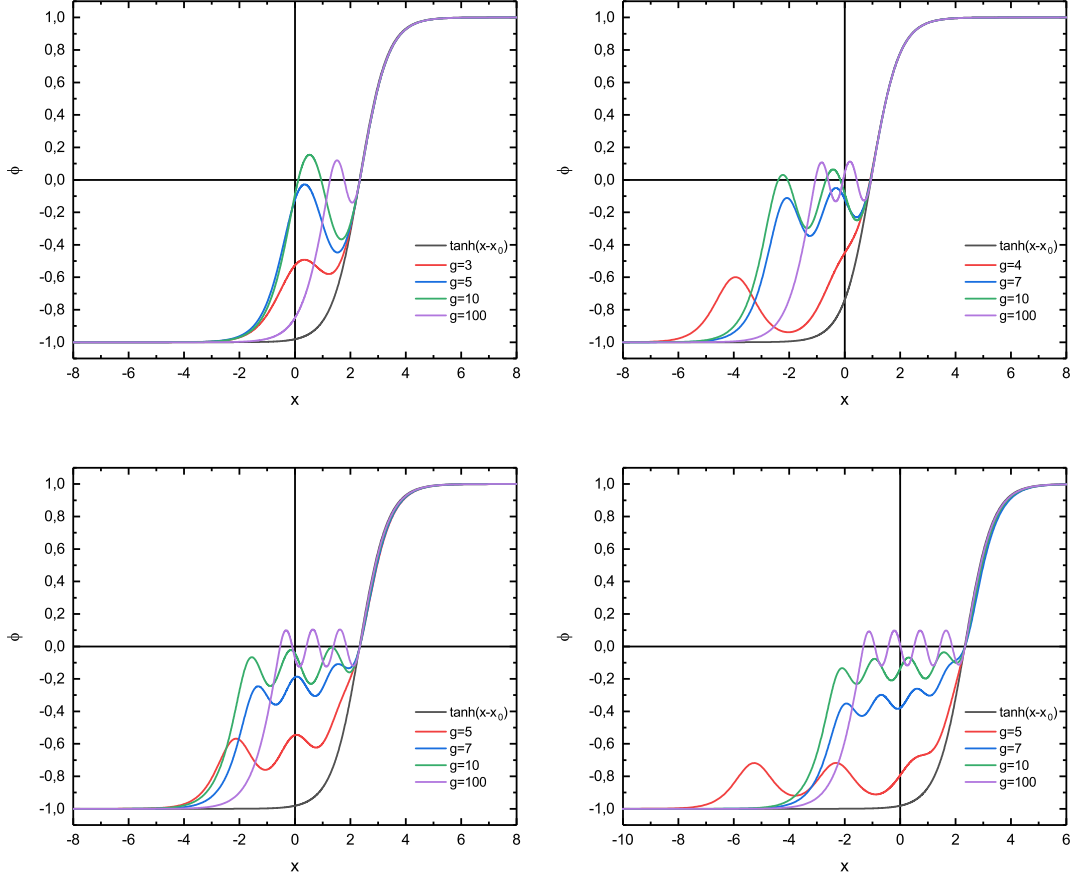 1,0
0,8
0,6
0,4
0,2
0,0
-0,2
-0,4
-0,6
-0,8
-1,0
ϕ
-8 -6 -4 -2 0 2 4 6 8
x
tanh(x-x₀)
g=3
g=5
g=10
g=100
1,0
0,8
0,6
0,4
0,2
0,0
-0,2
-0,4
-0,6
-0,8
-1,0
ϕ
-8 -6 -4 -2 0 2 4 6 8
x
tanh(x-x₀)
g=4
g=7
g=10
g=100
1,0
0,8
0,6
0,4
0,2
0,0
-0,2
-0,4
-0,6
-0,8
-1,0
ϕ
-8 -6 -4 -2 0 2 4 6 8
x
tanh(x-x₀)
g=5
g=7
g=10
g=100
1,0
0,8
0,6
0,4
0,2
0,0
-0,2
-0,4
-0,6
-0,8
-1,0
ϕ
-10 -8 -6 -4 -2 0 2 4 6
x
tanh(x-x₀)
g=5
g=7
g=10
g=100